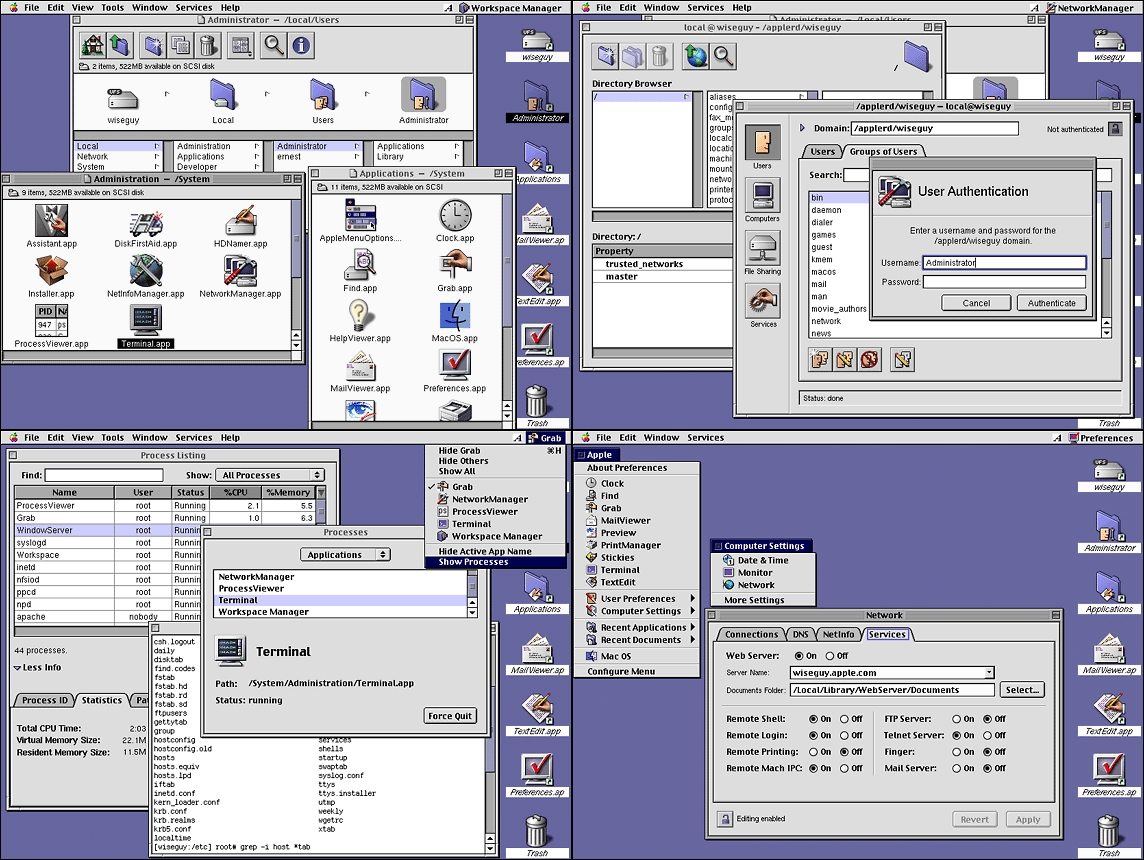 File Edit View Tools Window Services Help Workspace Manager
Administrator — /Local/Users
2 items, 522MB available on SCSI disk
UFS
wiseguy Local Users Administrator
Local Administration Administrator Applications
Network Applications ernest Library
System Developer
Administrator — /System
9 items, 522MB available on SCSI disk
Assistant.app DiskFirstAid.app HDNamer.app
Installer.app NetInfoManager.app NetworkManager.app
PID
947 ps
ProcessViewer.app Terminal.app
Applications — /System
11 items, 522MB available on SCSI disk
AppleMenuOptions.... Clock.app
Find.app Grab.app
HelpViewer.app MacOS.app
MailViewer.app Preferences.app
wiseguy
Administrator
Applications
MailViewer.ap
TextEdit.app
Preferences.ap
Trash
File Edit Window Services Help NetworkManager
Administrator — /Local/Users
local @ wiseguy – /applerd/wiseguy
/
Directory Browser
/
aliases
config
fax_m
groups
localc
locatio
machi
mount
netwo
printer
protoc
Directory: /
Property
trusted_networks
master
/applerd/wiseguy – local@wiseguy
Users
Computers
File Sharing
Services
Domain: /applerd/wiseguy Not authenticated
Users Groups of Users
Search:
bin
daemon
dialer
games
guest
kmem
macos
mail
man
movie_authors
network
news
User Authentication
Enter a username and password for the
/applerd/wiseguy domain.
Username: Administrator
Password:
Cancel Authenticate
Status: done
wiseguy
Trash
File Edit View Tools Window Services Help Grab
Process Listing
Find: Show: All Processes
Name User Status %CPU %Memory
ProcessViewer root Running 2.1 5.5
Grab root Running 1.0 6.3
WindowServer root Runnin
syslogd root Runnin
Workspace root Runnin
inetd root Runnin
nfsiod root Runnin
ppcd root Runnin
npd root Runnin
apache nobody Runnin
44 processes.
Less Info
Process ID Statistics Pa
Total CPU Time: 2:03
Virtual Memory Size: 22.1M
Resident Memory Size: 11.5M
Hide Grab ⌘H
Hide Others
Show All
✓ Grab
NetworkManager
ProcessViewer
Terminal
Workspace Manager
Hide Active App Name
Show Processes
Processes
Applications
NetworkManager
ProcessViewer
Terminal
Workspace Manager
Terminal
Path: /System/Administration/Terminal.app
Status: running
Force Quit
csh.logout
daily
disktab
find.codes
fstab
fstab.hd
fstab.rd
fstab.sd
ftpusers
gettytab
group
hostconfig services
hostconfig.old shells
hosts startup
hosts.equiv swaptab
hosts.lpd syslog.conf
iftab ttys
inetd.conf ttys.installer
kern_loader.conf utmp
krb.conf weekly
krb.realms wgetrc
krb5.conf xtab
localtime
[wiseguy:/etc] root# grep -i host *tab
Applications
MailViewer.ap
TextEdit.app
Preferences.ap
Trash
File Edit Window Services Preferences
Apple
About Preferences
Clock
Find
Grab
MailViewer
Preview
PrintManager
Stickies
Terminal
TextEdit
User Preferences
Computer Settings
Recent Applications
Recent Documents
Mac OS
Configure Menu
Computer Settings
Date & Time
Monitor
Network
More Settings
Network
Connections DNS NetInfo Services
Web Server: On Off
Server Name: wiseguy.apple.com
Documents Folder: /Local/Library/WebServer/Documents Select...
Remote Shell: On Off FTP Server: On Off
Remote Login: On Off Telnet Server: On Off
Remote Printing: On Off Finger: On Off
Remote Mach IPC: On Off Mail Server: On Off
Editing enabled Revert Apply
wiseguy
Administrator
Applications
MailViewer.ap
TextEdit.app
Preferences.ap
Trash